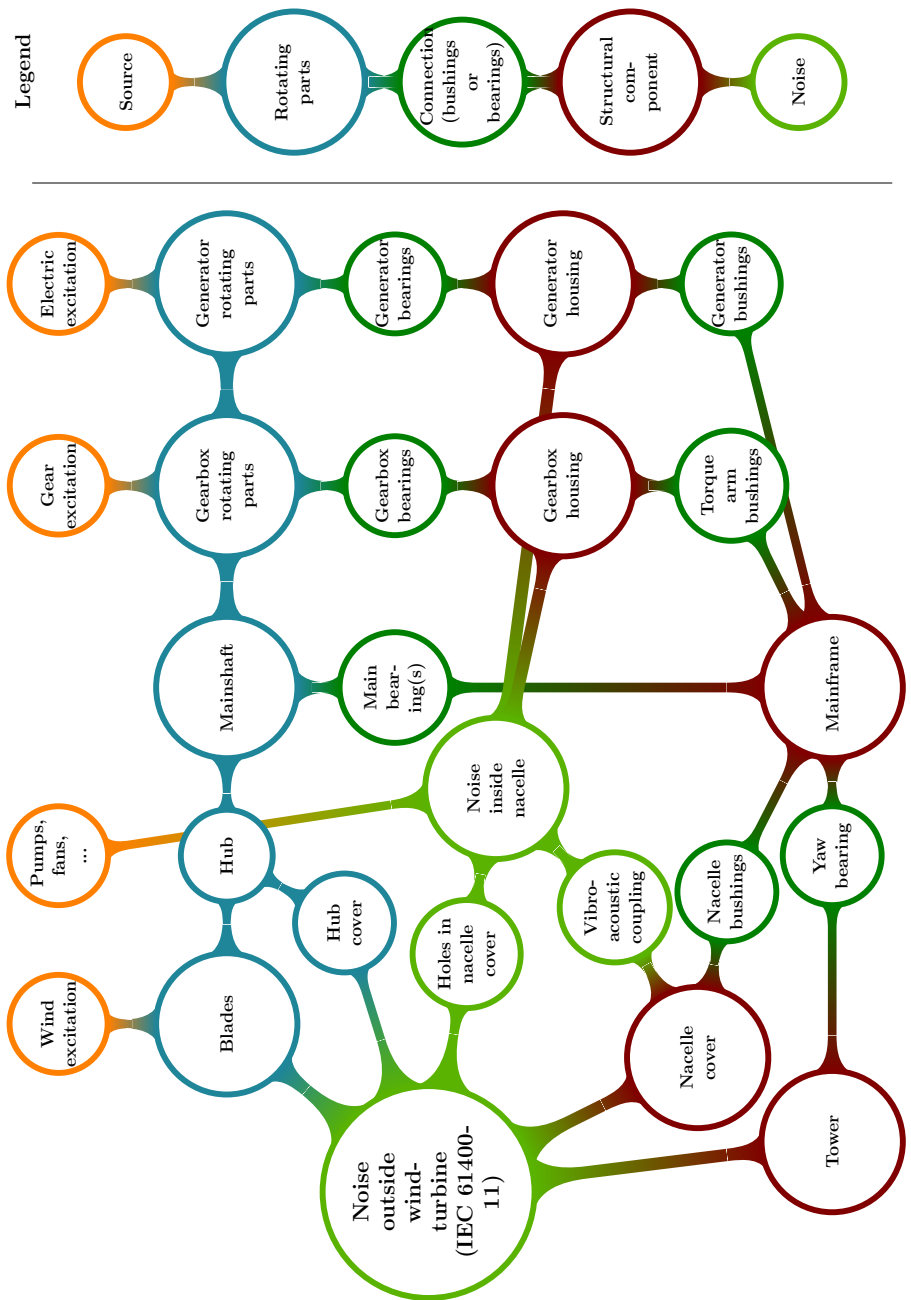 Wind
excitation
Pumps,
fans,
...
Gear
excitation
Electric
excitation
Blades
Hub
Mainshaft
Gearbox
rotating
parts
Generator
rotating
parts
Hub
cover
Main
bear-
ing(s)
Gearbox
bearings
Generator
bearings
Noise
outside
wind-
turbine
(IEC 61400-
11)
Holes in
nacelle
cover
Noise
inside
nacelle
Gearbox
housing
Generator
housing
Vibro-
acoustic
coupling
Nacelle
cover
Nacelle
bushings
Torque
arm
bushings
Generator
bushings
Tower
Yaw
bearing
Mainframe
Legend
Source
Rotating
parts
Connection
(bushings
or
bearings)
Structural
com-
ponent
Noise